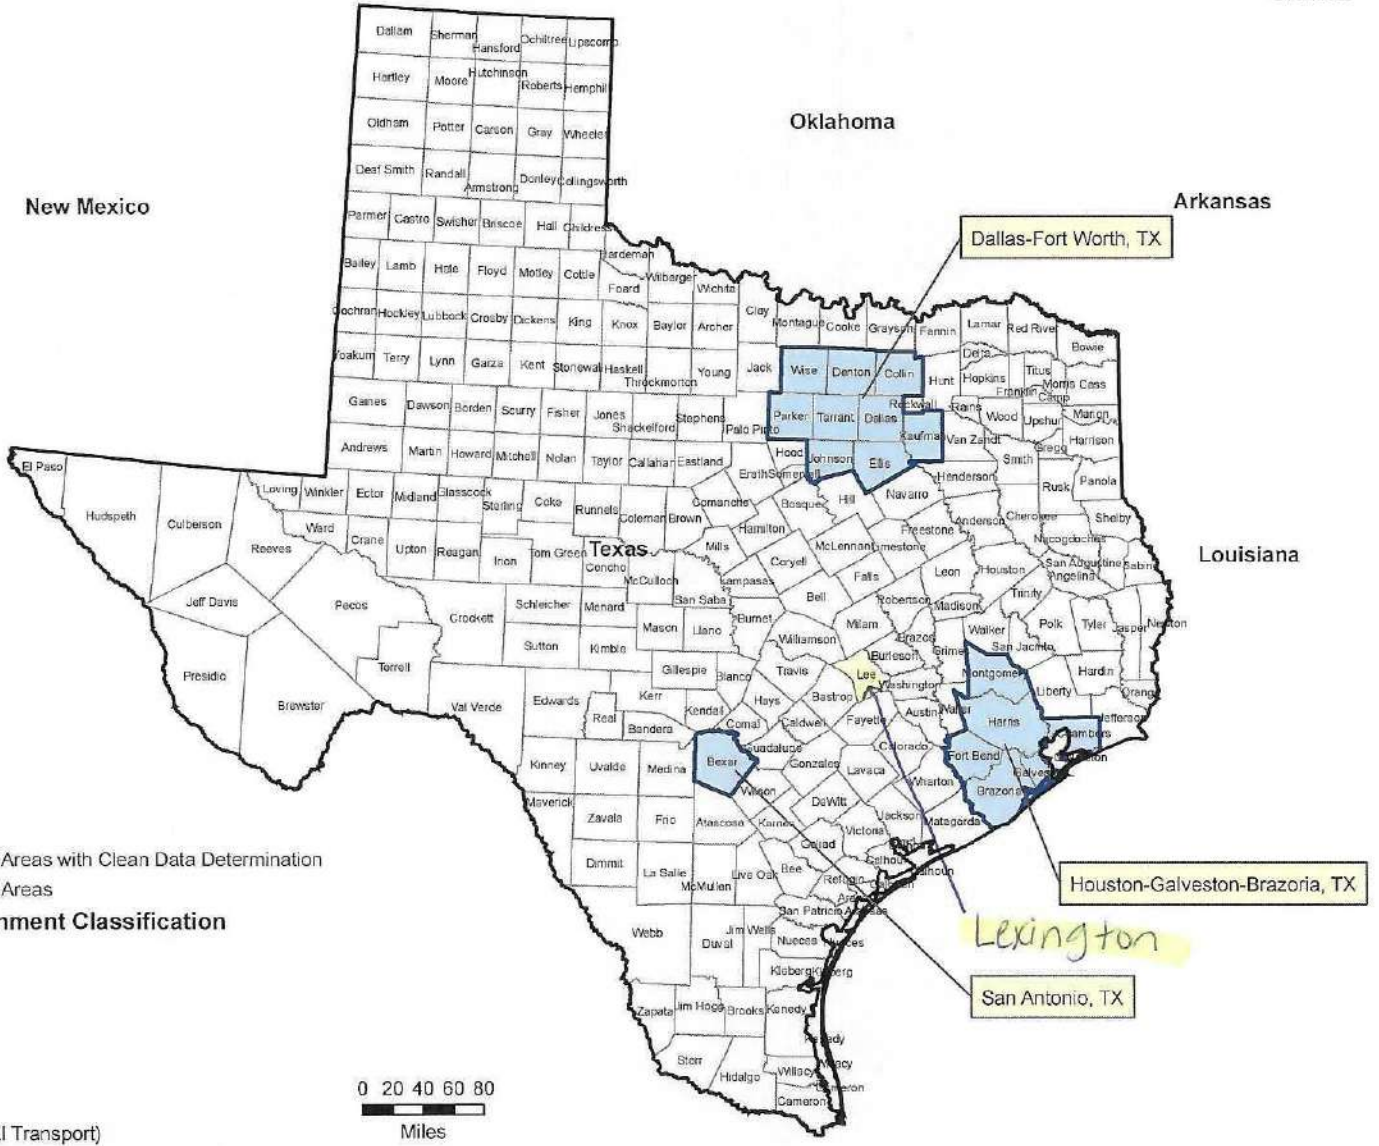 Dallam Sherman Hansford Ochiltree Lipscomb
Hartley Moore Hutchinson Roberts Hemphill
Oklahoma
Oldham Potter Carson Gray Wheeler
Deaf Smith Randall Armstrong Donley Collingsworth
New Mexico
Arkansas
Parmer Castro Swisher Briscoe Hall Childress
Dallas-Fort Worth, TX
Bailey Lamb Hale Floyd Motley Cottle Hardeman Foard Wilbarger Wichita
Cochran Hockley Lubbock Crosby Dickens King Knox Baylor Archer Clay Montague Cooke Grayson Fannin Lamar Red River Bowie
Yoakum Terry Lynn Garza Kent Stonewall Haskell Throckmorton Young Jack Wise Denton Collin Hunt Delta Hopkins Franklin Titus Camp Morris Cass
Gaines Dawson Borden Scurry Fisher Jones Shackelford Stephens Palo Pinto Parker Tarrant Dallas Rockwall Rains Wood Upshur Marion
Andrews Martin Howard Mitchell Nolan Taylor Callahan Eastland Hood Johnson Ellis Kaufman Van Zandt Smith Gregg Harrison
El Paso
Erath Somervell Henderson Rusk Panola
Loving Winkler Ector Midland Glasscock Sterling Coke Runnels Coleman Brown Comanche Bosque Hill Navarro
Hudspeth Culberson Reeves Ward Crane Upton Reagan Irion Tom Green Concho Mills Hamilton McLennan Limestone Freestone Anderson Cherokee Nacogdoches Shelby
Texas
Louisiana
McCulloch San Saba Lampasas Coryell Falls Leon Houston San Augustine Angelina Sabine
Jeff Davis Pecos Crockett Schleicher Menard Mason Llano Burnet Bell Robertson Madison Trinity
Sutton Kimble Williamson Milam Brazos Grimes Walker San Jacinto Polk Tyler Jasper Newton
Presidio Brewster Terrell Gillespie Blanco Travis Lee Burleson Washington Montgomery Hardin
Val Verde Edwards Real Kerr Kendall Hays Bastrop Liberty Orange
Bandera Comal Caldwell Fayette Austin Waller Harris Jefferson
Kinney Uvalde Medina Bexar Guadalupe Gonzales Lavaca Colorado Fort Bend Chambers Galveston
Maverick Zavala Frio Atascosa Wilson Karnes DeWitt Wharton Brazoria Galveston
Jackson Matagorda Victoria Goliad
Areas with Clean Data Determination
Dimmit La Salle McMullen Live Oak Bee Refugio Calhoun Calhoun
Areas
Houston-Galveston-Brazoria, TX
nment Classification
San Patricio Aransas
Webb Duval Jim Wells Nueces Nueces
Lexington
Kleberg Kleberg
San Antonio, TX
Zapata Jim Hogg Brooks Kenedy
Kenedy
Starr Hidalgo Willacy Willacy
Cameron Cameron
0 20 40 60 80
Miles
l Transport)